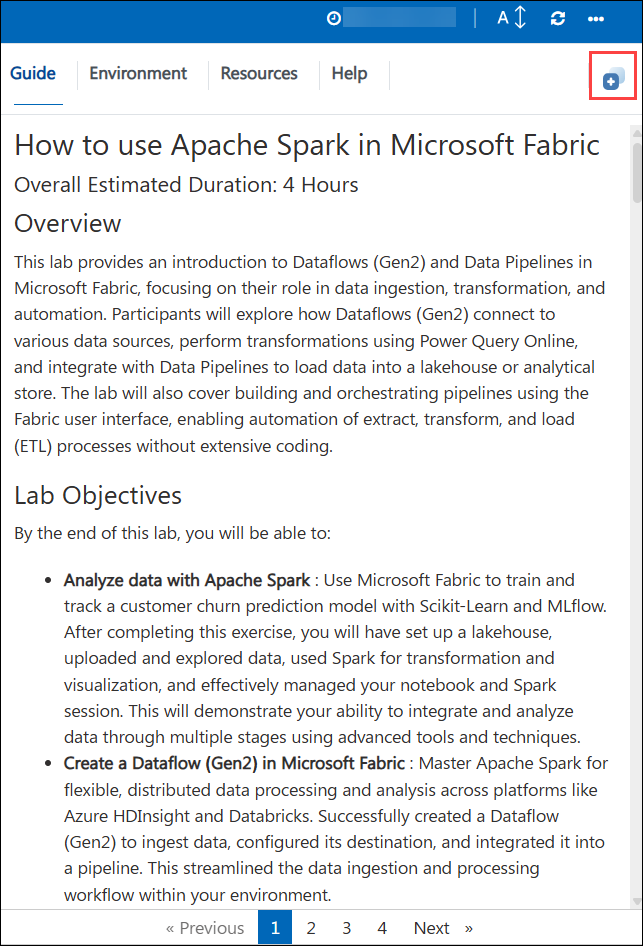 A
Guide Environment Resources Help
How to use Apache Spark in Microsoft Fabric
Overall Estimated Duration: 4 Hours
Overview
This lab provides an introduction to Dataflows (Gen2) and Data Pipelines in
Microsoft Fabric, focusing on their role in data ingestion, transformation, and
automation. Participants will explore how Dataflows (Gen2) connect to
various data sources, perform transformations using Power Query Online,
and integrate with Data Pipelines to load data into a lakehouse or analytical
store. The lab will also cover building and orchestrating pipelines using the
Fabric user interface, enabling automation of extract, transform, and load
(ETL) processes without extensive coding.
Lab Objectives
By the end of this lab, you will be able to:
• Analyze data with Apache Spark : Use Microsoft Fabric to train and
track a customer churn prediction model with Scikit-Learn and MLflow.
After completing this exercise, you will have set up a lakehouse,
uploaded and explored data, used Spark for transformation and
visualization, and effectively managed your notebook and Spark
session. This will demonstrate your ability to integrate and analyze
data through multiple stages using advanced tools and techniques.
• Create a Dataflow (Gen2) in Microsoft Fabric : Master Apache Spark for
flexible, distributed data processing and analysis across platforms like
Azure HDInsight and Databricks. Successfully created a Dataflow
(Gen2) to ingest data, configured its destination, and integrated it into
a pipeline. This streamlined the data ingestion and processing
workflow within your environment.
« Previous 1 2 3 4 Next »